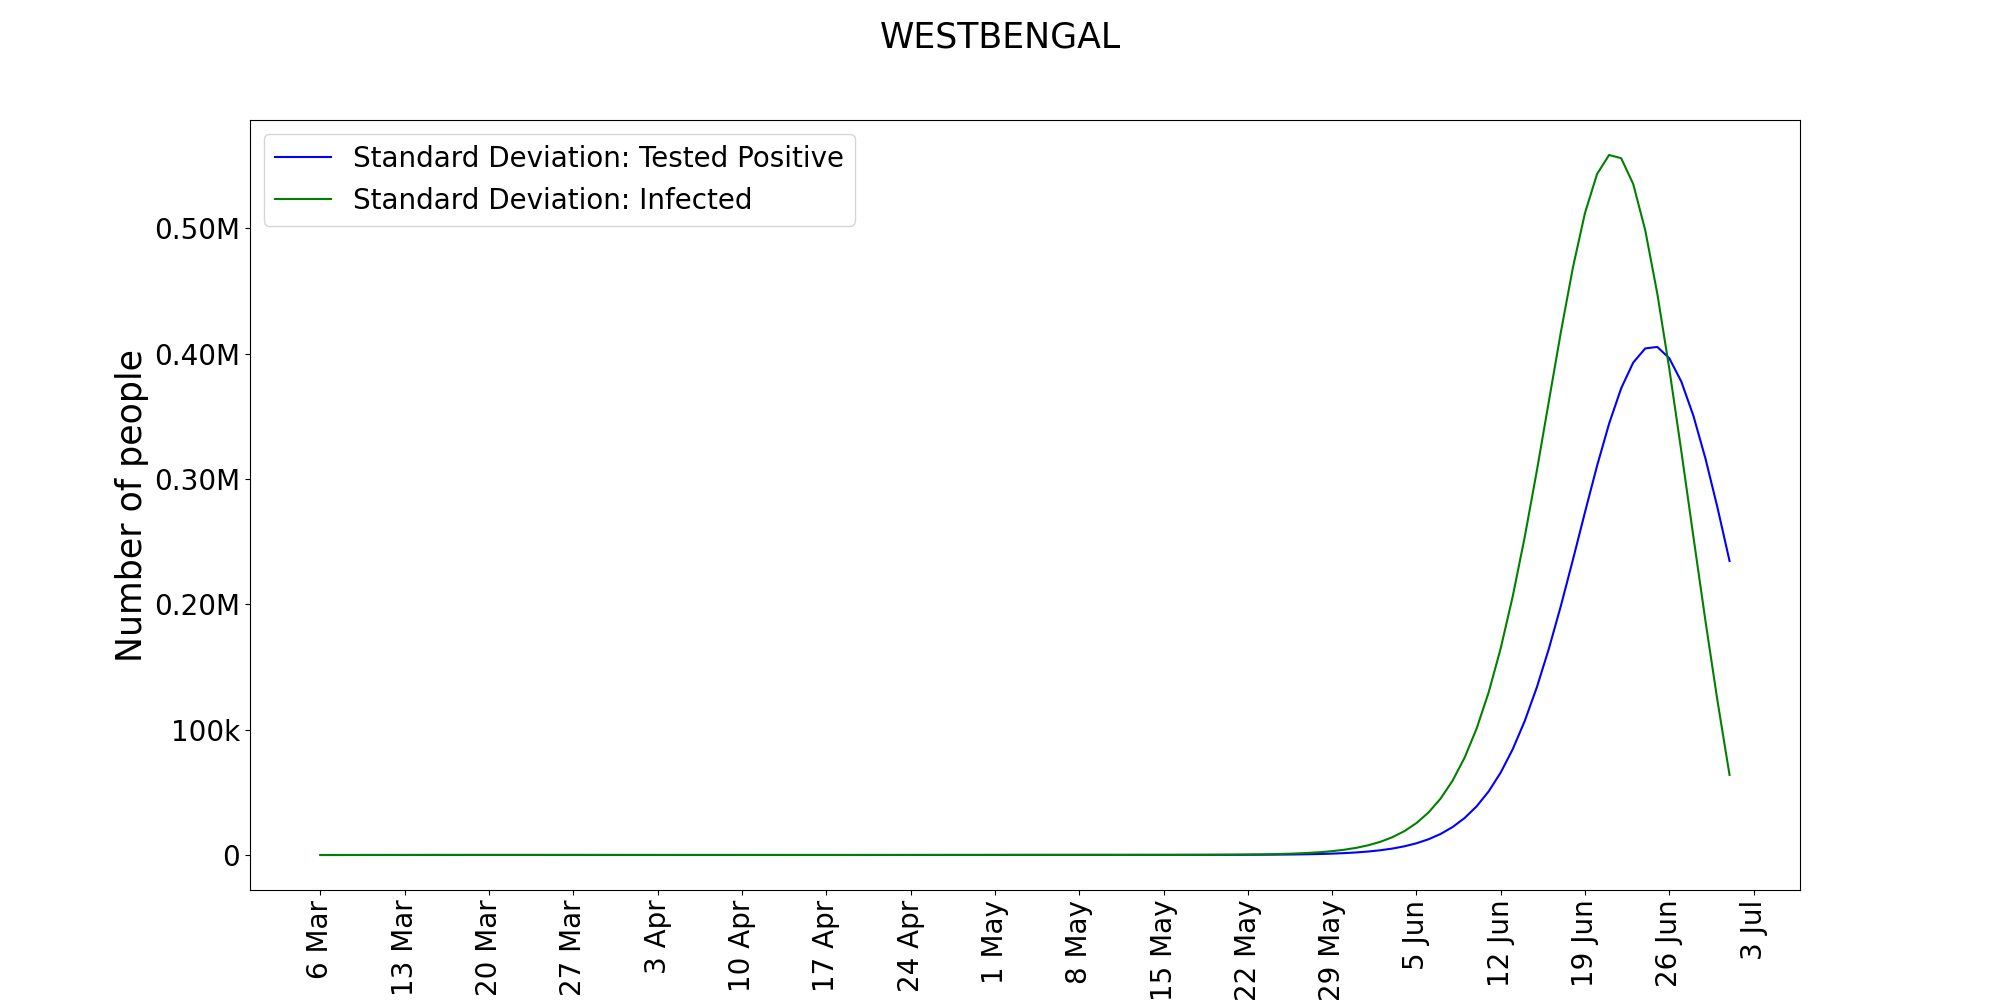 WESTBENGAL
Standard Deviation: Tested Positive
Standard Deviation: Infected
Number of people
0.50M
0.40M
0.30M
0.20M
100k
0
6 Mar
13 Mar
20 Mar
27 Mar
3 Apr
10 Apr
17 Apr
24 Apr
1 May
8 May
15 May
22 May
29 May
5 Jun
12 Jun
19 Jun
26 Jun
3 Jul